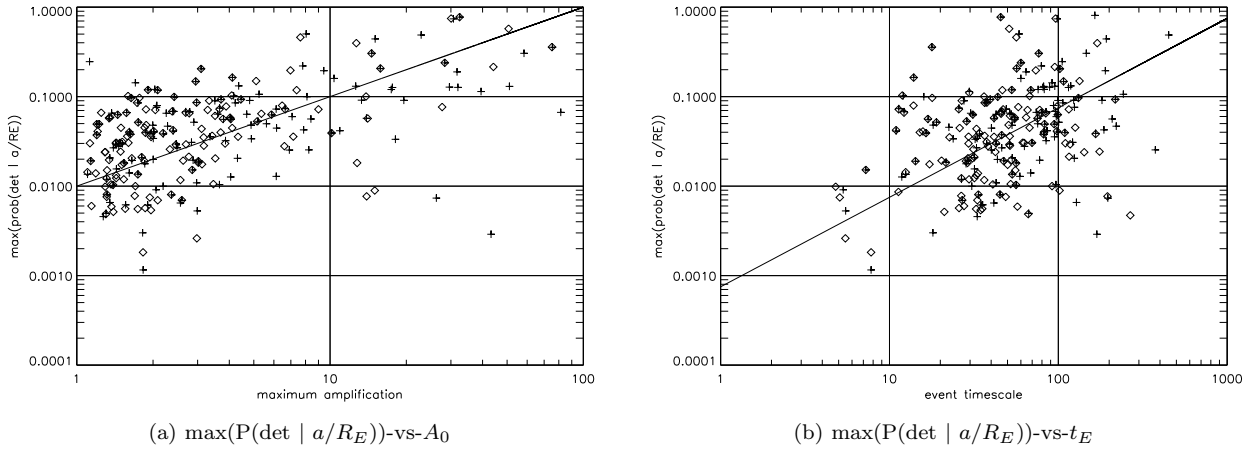 1.0000
0.1000
0.0100
0.0010
0.0001
max(prob(det | a/RE))
1
10
100
maximum amplification
1.0000
0.1000
0.0100
0.0010
0.0001
max(prob(det | a/RE))
1
10
100
1000
event timescale
(a) max(P(det | a/R_E))-vs-A_0
(b) max(P(det | a/R_E))-vs-t_E